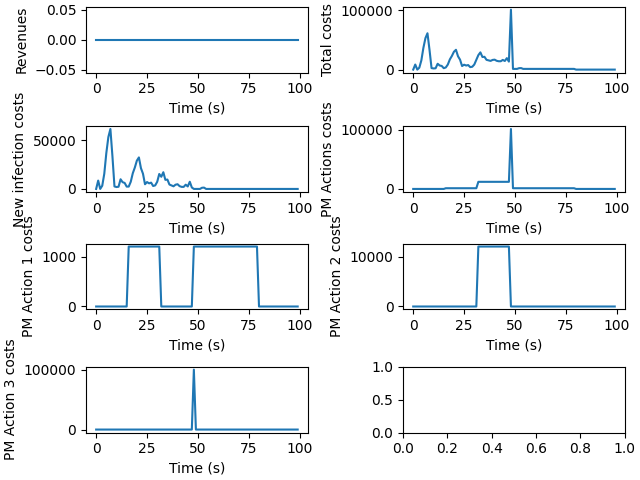 Revenues
0.05
0.00
−0.05
0 25 50 75 100
Time (s)
Total costs
100000
0
0 25 50 75 100
Time (s)
New infection costs
50000
0
0 25 50 75 100
Time (s)
PM Actions costs
100000
0
0 25 50 75 100
Time (s)
PM Action 1 costs
1000
0
0 25 50 75 100
Time (s)
PM Action 2 costs
10000
0
0 25 50 75 100
Time (s)
PM Action 3 costs
100000
0
0 25 50 75 100
Time (s)
1.0
0.5
0.0
0.0 0.2 0.4 0.6 0.8 1.0